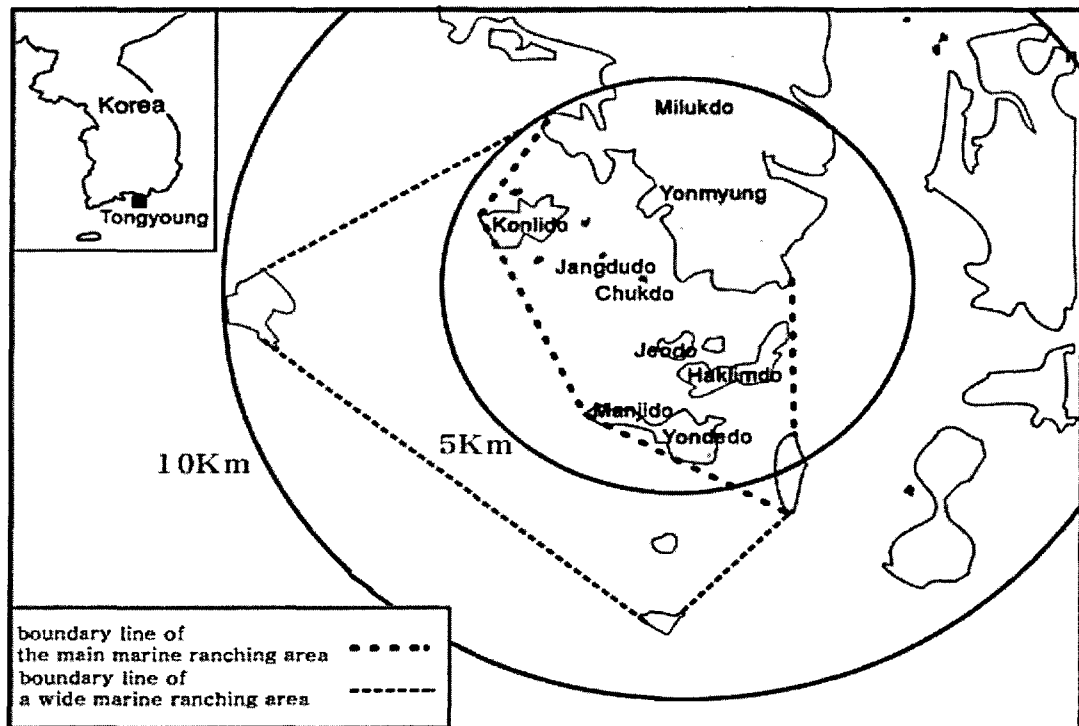 Korea
Tongyoung
Milukdo
Yonmyung
Konlido
Jangdudo
Chukdo
Jeodo
Haklimdo
Manjido
Yondedo
5Km
10Km
boundary line of
the main marine ranching area
boundary line of
a wide marine ranching area